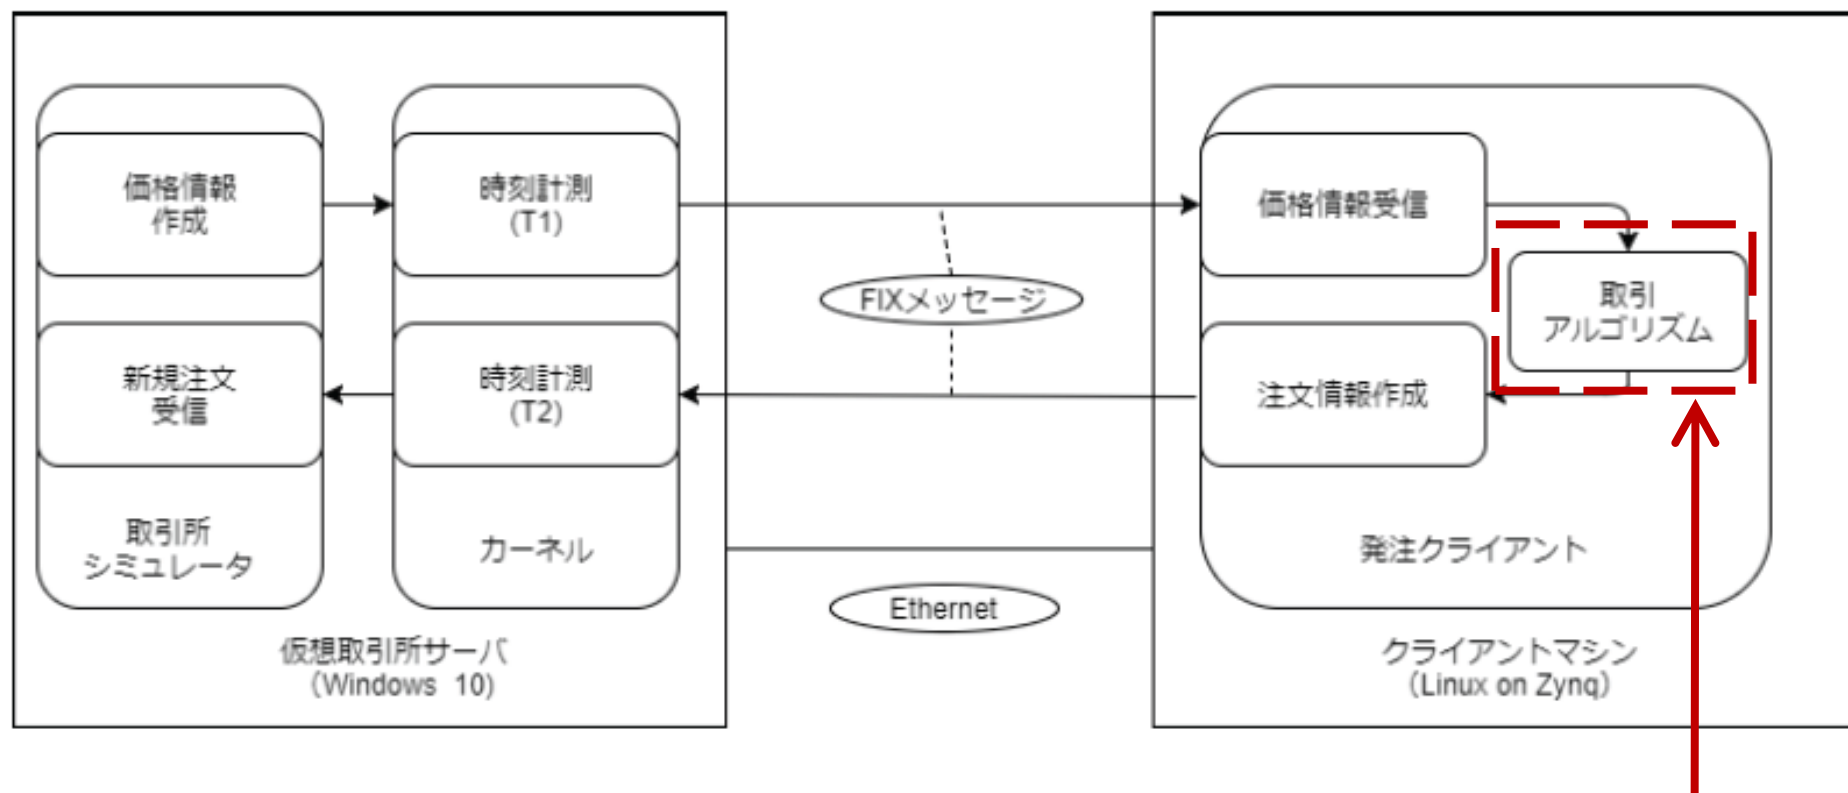 価格情報
作成
時刻計測
(T1)
価格情報受信
取引
アルゴリズム
FIXメッセージ
新規注文
受信
時刻計測
(T2)
注文情報作成
取引所
シミュレータ
カーネル
発注クライアント
Ethernet
仮想取引所サーバ
（Windows 10)
クライアントマシン
（Linux on Zynq）